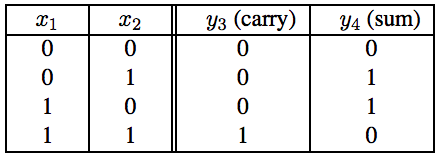 x₁ x₂ y₃ (carry) y₄ (sum)
0 0 0 0
0 1 0 1
1 0 0 1
1 1 1 0